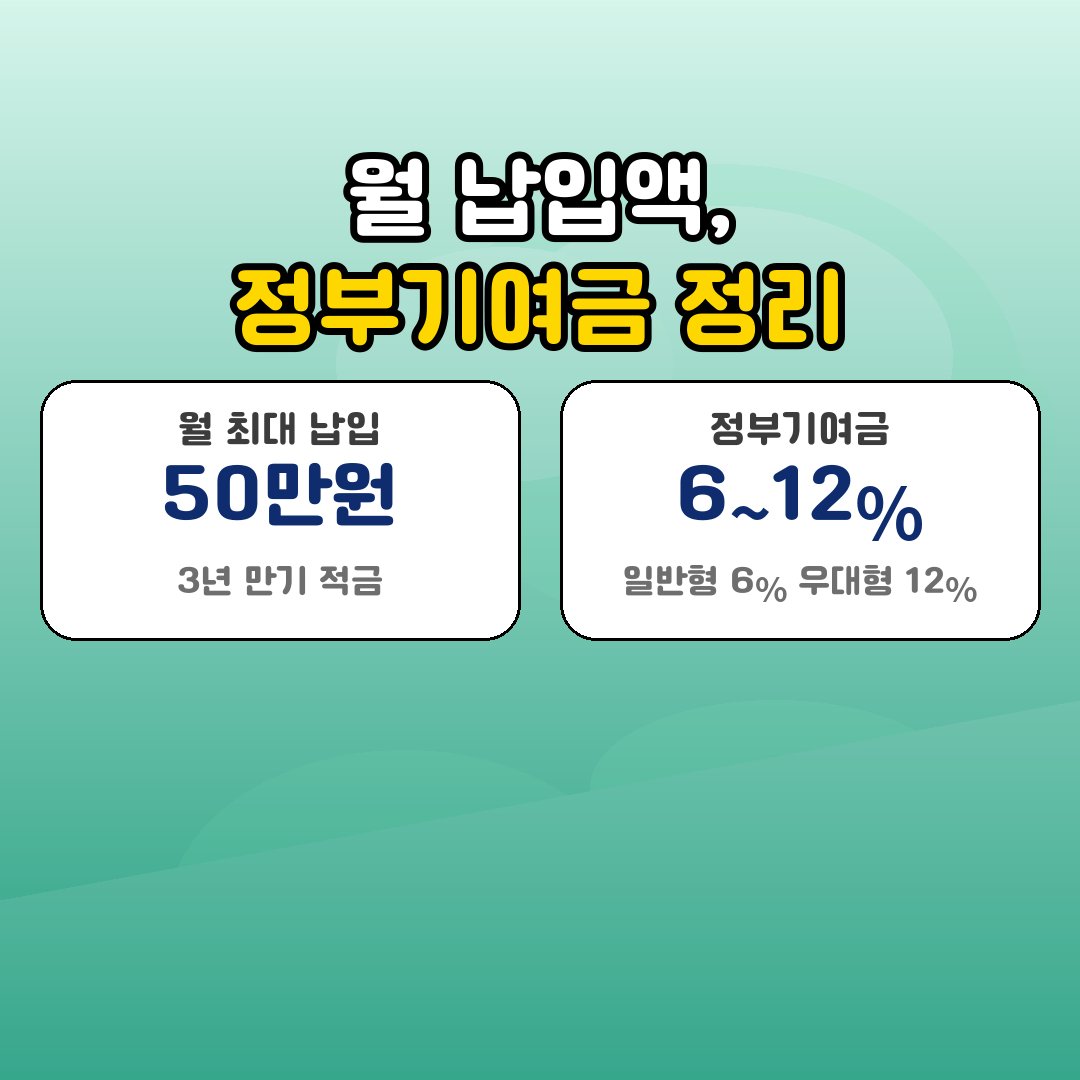 월 납입액,
정부기여금 정리
월 최대 납입
50만원
3년 만기 적금
정부기여금
6~12%
일반형 6% 우대형 12%